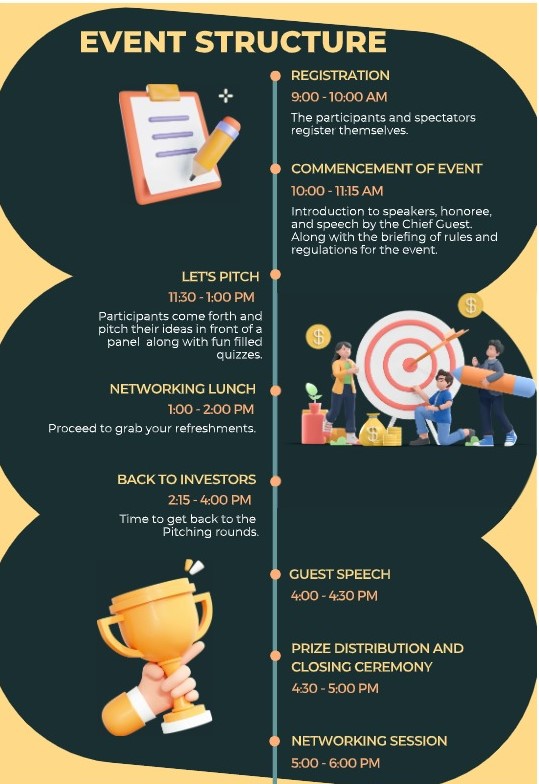 EVENT STRUCTURE
REGISTRATION
9:00 - 10:00 AM
The participants and spectators
register themselves.
COMMENCEMENT OF EVENT
10:00 - 11:15 AM
Introduction to speakers, honoree,
and speech by the Chief Guest.
Along with the briefing of rules and
regulations for the event.
LET'S PITCH
11:30 - 1:00 PM
Participants come forth and
pitch their ideas in front of a
panel along with fun filled
quizzes.
NETWORKING LUNCH
1:00 - 2:00 PM
Proceed to grab your refreshments.
BACK TO INVESTORS
2:15 - 4:00 PM
Time to get back to the
Pitching rounds.
GUEST SPEECH
4:00 - 4:30 PM
PRIZE DISTRIBUTION AND
CLOSING CEREMONY
4:30 - 5:00 PM
NETWORKING SESSION
5:00 - 6:00 PM